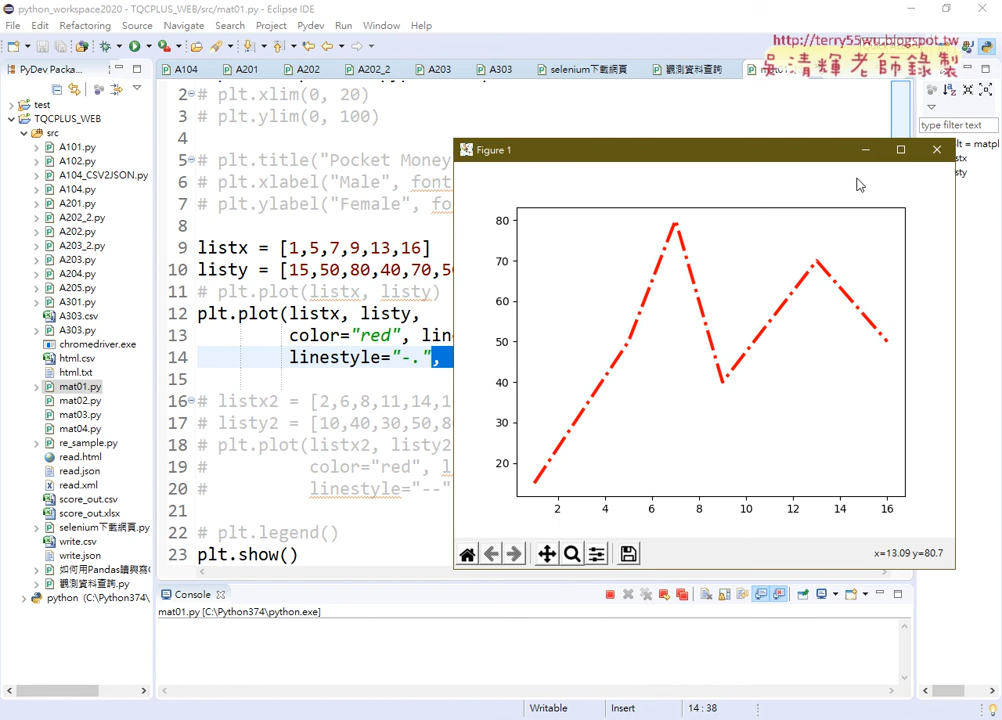 python_workspace2020 - TQCPLUS_WEB/src/mat01.py - Eclipse IDE
File Edit Refactoring Source Navigate Search Project Pydev Run Window Help
http://terry55wu.blogspot.tw
吳清輝老師錄製
PyDev Packa...
A104 A201 A202 A202_2 A203 A303 selenium下載網頁 觀測資料查詢
type filter text
test
TQCPLUS_WEB
src
A101.py
A102.py
A104_CSV2JSON.py
A104.py
A201.py
A202_2.py
A202.py
A203_2.py
A203.py
A204.py
A205.py
A301.py
A303.csv
A303.py
chromedriver.exe
html.csv
html.txt
mat01.py
mat02.py
mat03.py
mat04.py
re_sample.py
read.html
read.json
read.xml
score_out.csv
score_out.xlsx
selenium下載網頁.py
write.csv
write.json
如何用Pandas讀與寫
觀測資料查詢.py
python (C:\Python374\
2 # plt.xlim(0, 20)
3 # plt.ylim(0, 100)
4
5 # plt.title("Pocket Money
6 # plt.xlabel("Male", font
7 # plt.ylabel("Female", fo
8
9 listx = [1,5,7,9,13,16]
10 listy = [15,50,80,40,70,50
11 # plt.plot(listx, listy)
12 plt.plot(listx, listy,
13 color="red", lin
14 linestyle="-.",
15
16 # listx2 = [2,6,8,11,14,1
17 # listy2 = [10,40,30,50,8
18 # plt.plot(listx2, listy2
19 # color="red", l
20 # linestyle="--"
21
22 # plt.legend()
23 plt.show()
Figure 1
80
70
60
50
40
30
20
2 4 6 8 10 12 14 16
x=13.09 y=80.7
lt = matpl
stx
sty
Console
mat01.py [C:\Python374\python.exe]
Writable Insert 14 : 38